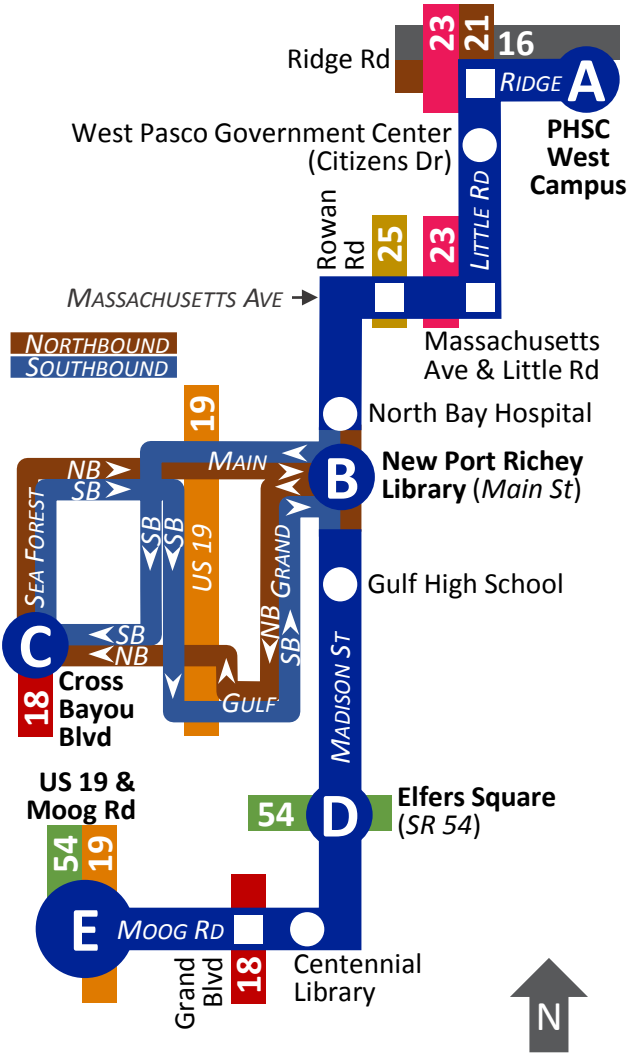 23
21
16
Ridge Rd
RIDGE
A
PHSC
West
Campus
West Pasco Government Center
(Citizens Dr)
LITTLE RD
Rowan
Rd
25
23
MASSACHUSETTS AVE
Massachusetts
Ave & Little Rd
NORTHBOUND
SOUTHBOUND
North Bay Hospital
19
MAIN
NB
SB
B
New Port Richey
Library (Main St)
SEA FOREST
SB
SB
US 19
GRAND
NB
SB
Gulf High School
C
SB
NB
18
Cross
Bayou
Blvd
GULF
MADISON ST
US 19 &
Moog Rd
54
D
Elfers Square
(SR 54)
54
19
E
MOOG RD
Grand
Blvd
18
Centennial
Library
N